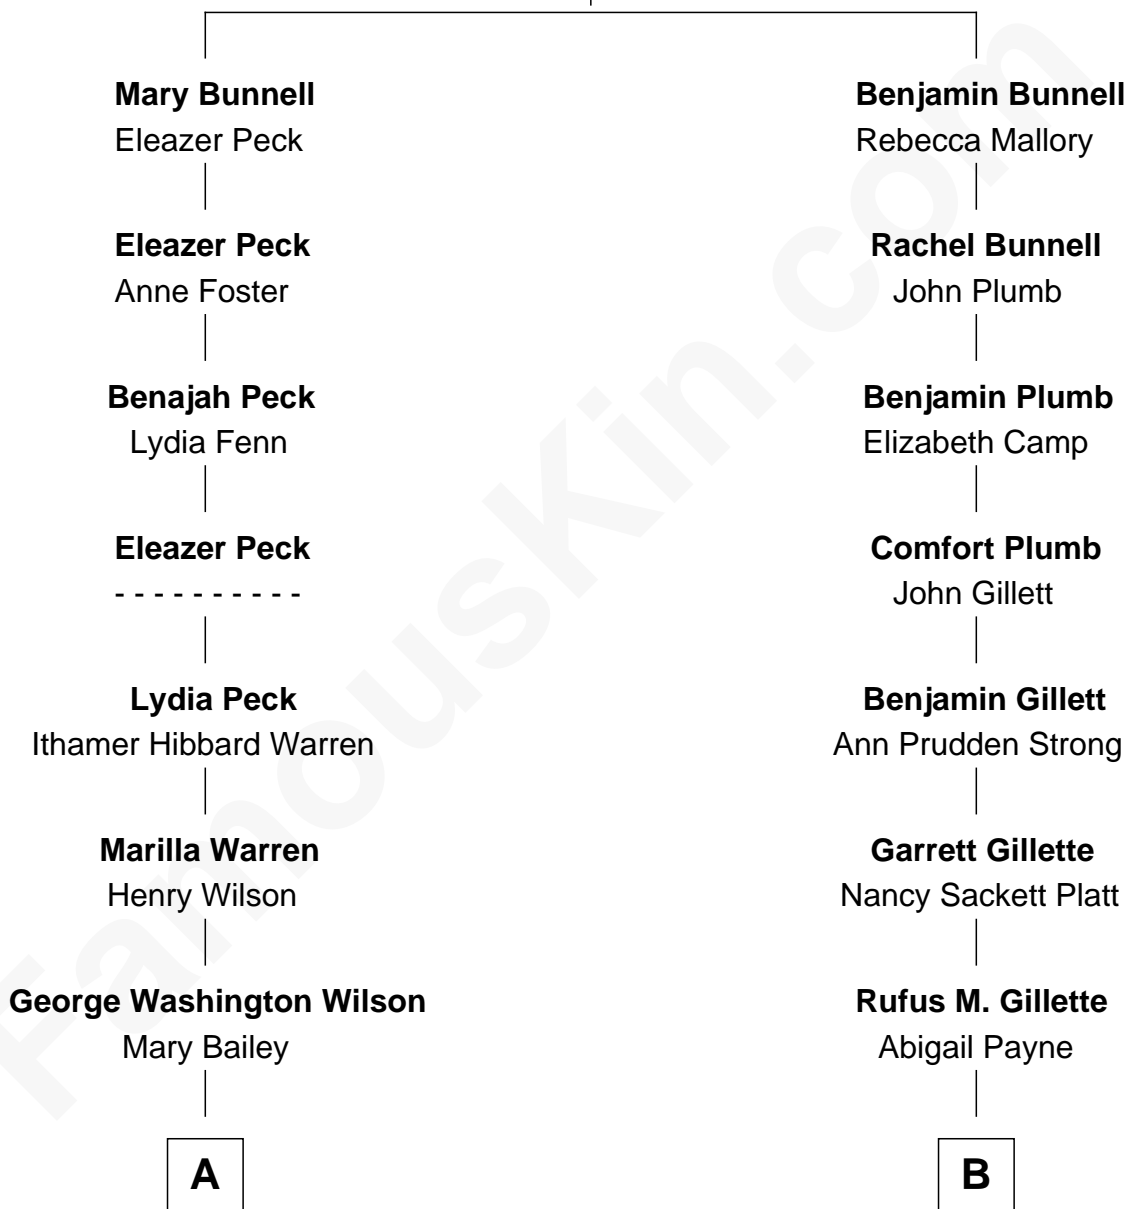 Mary Bunnell
Eleazer Peck
Benjamin Bunnell
Rebecca Mallory
Eleazer Peck
Anne Foster
Rachel Bunnell
John Plumb
Benajah Peck
Lydia Fenn
Benjamin Plumb
Elizabeth Camp
Eleazer Peck
- - - - - - - - - -
Comfort Plumb
John Gillett
Lydia Peck
Ithamer Hibbard Warren
Benjamin Gillett
Ann Prudden Strong
Marilla Warren
Henry Wilson
Garrett Gillette
Nancy Sackett Platt
George Washington Wilson
Mary Bailey
Rufus M. Gillette
Abigail Payne
A
B
FamousKin.com